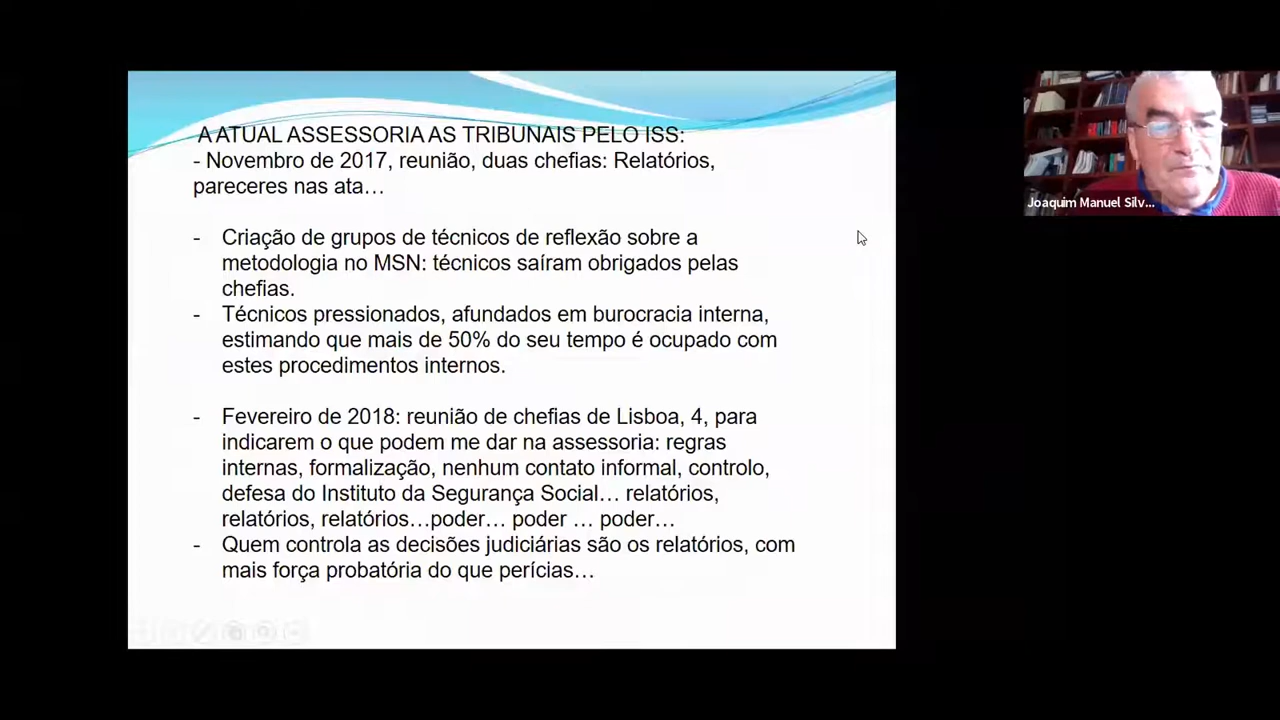 A ATUAL ASSESSORIA AS TRIBUNAIS PELO ISS:
- Novembro de 2017, reunião, duas chefias: Relatórios,
pareceres nas ata…
- Criação de grupos de técnicos de reflexão sobre a
metodologia no MSN: técnicos saíram obrigados pelas
chefias.
- Técnicos pressionados, afundados em burocracia interna,
estimando que mais de 50% do seu tempo é ocupado com
estes procedimentos internos.
- Fevereiro de 2018: reunião de chefias de Lisboa, 4, para
indicarem o que podem me dar na assessoria: regras
internas, formalização, nenhum contato informal, controlo,
defesa do Instituto da Segurança Social… relatórios,
relatórios, relatórios…poder… poder … poder…
- Quem controla as decisões judiciárias são os relatórios, com
mais força probatória do que perícias…
Joaquim Manuel Silv...